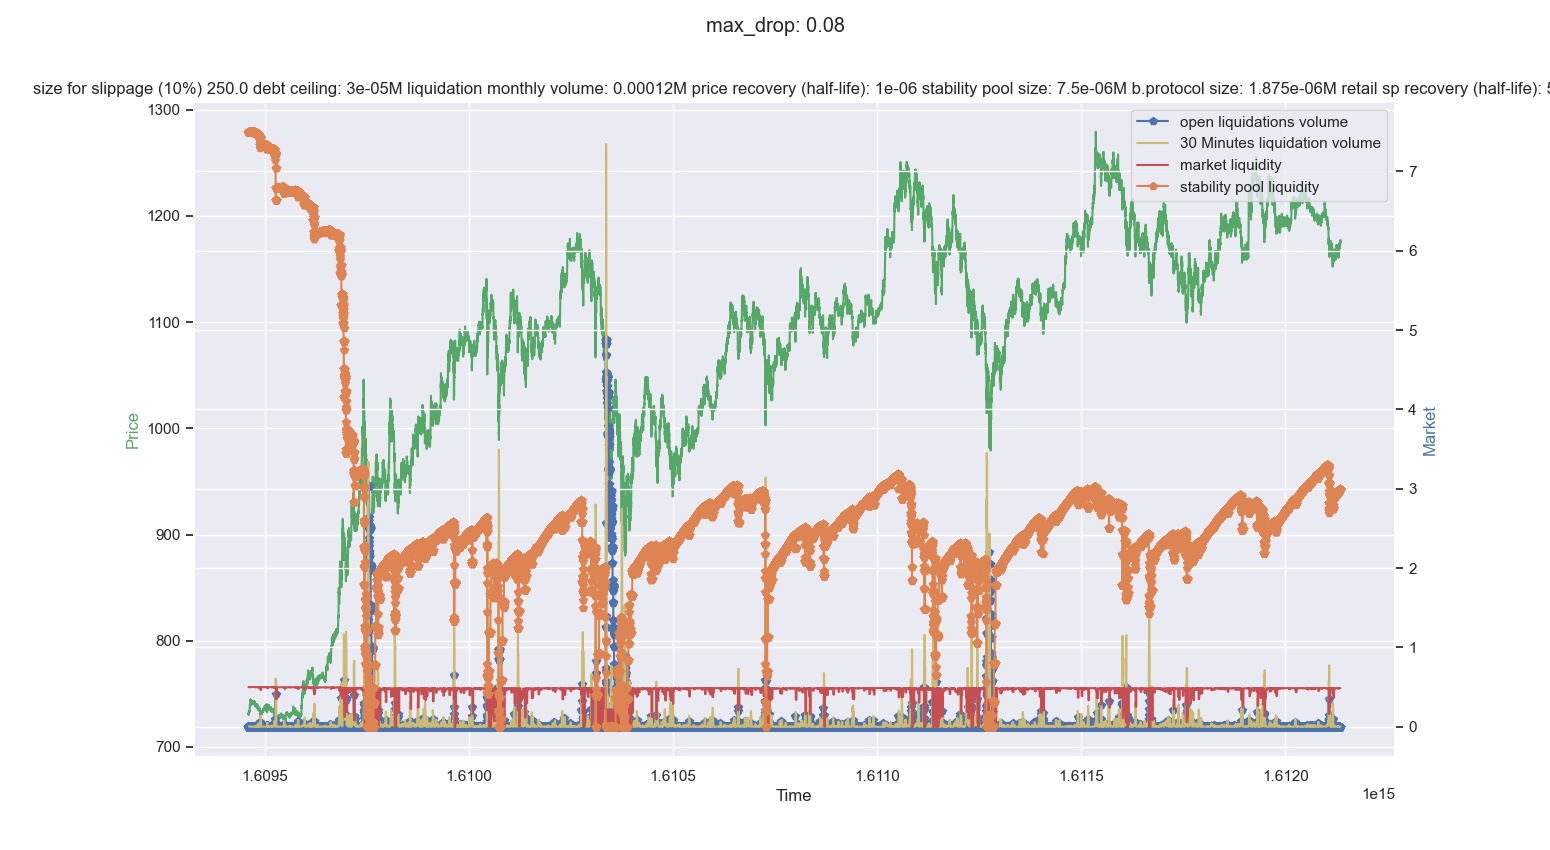 max_drop: 0.08
size for slippage (10%) 250.0 debt ceiling: 3e-05M liquidation monthly volume: 0.00012M price recovery (half-life): 1e-06 stability pool size: 7.5e-06M b.protocol size: 1.875e-06M retail sp recovery (half-life):
open liquidations volume
30 Minutes liquidation volume
market liquidity
stability pool liquidity
1300
1200
1100
1000
900
800
700
Price
7
6
5
4
3
2
1
0
Market
1.6095
1.6100
1.6105
1.6110
1.6115
1.6120
1e15
Time